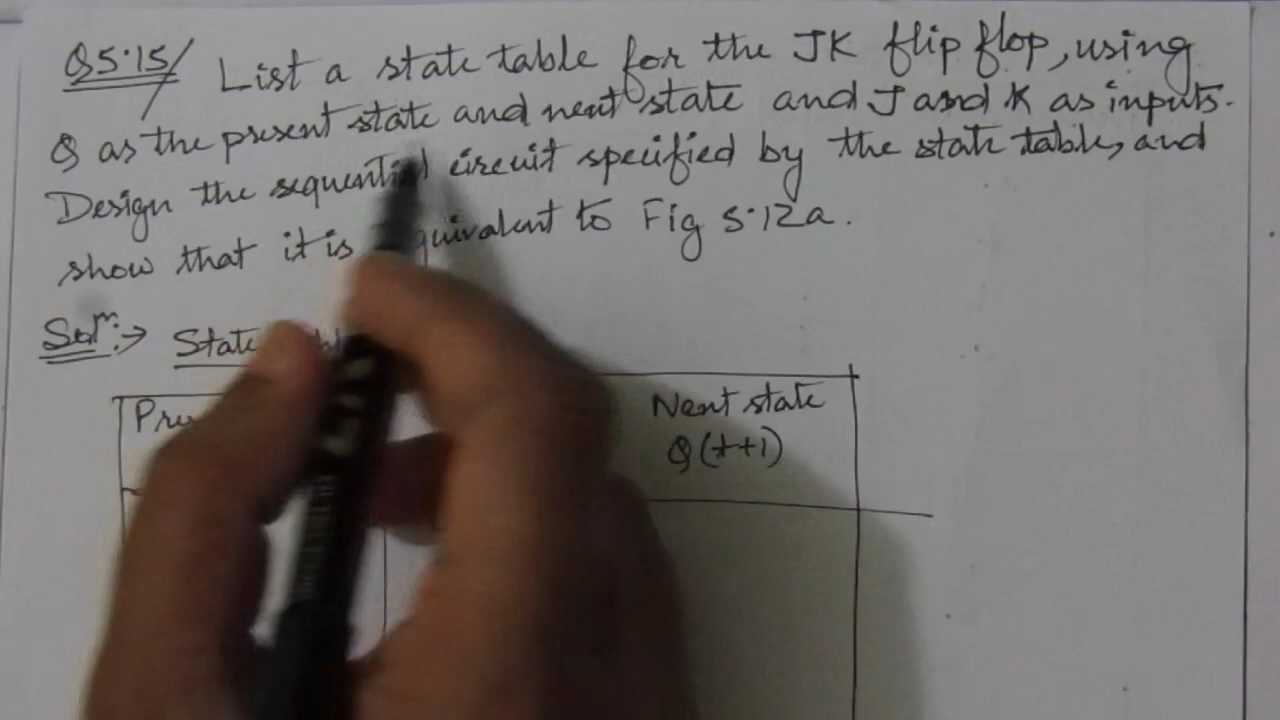 Q5.15/ List a state table for the JK flip flop, using
Q as the present state and next state and J and K as inputs.
Design the sequential circuit specified by the state table, and
show that it is equivalent to Fig 5.12a.
Soln:→ State
Next state
Q(t+1)